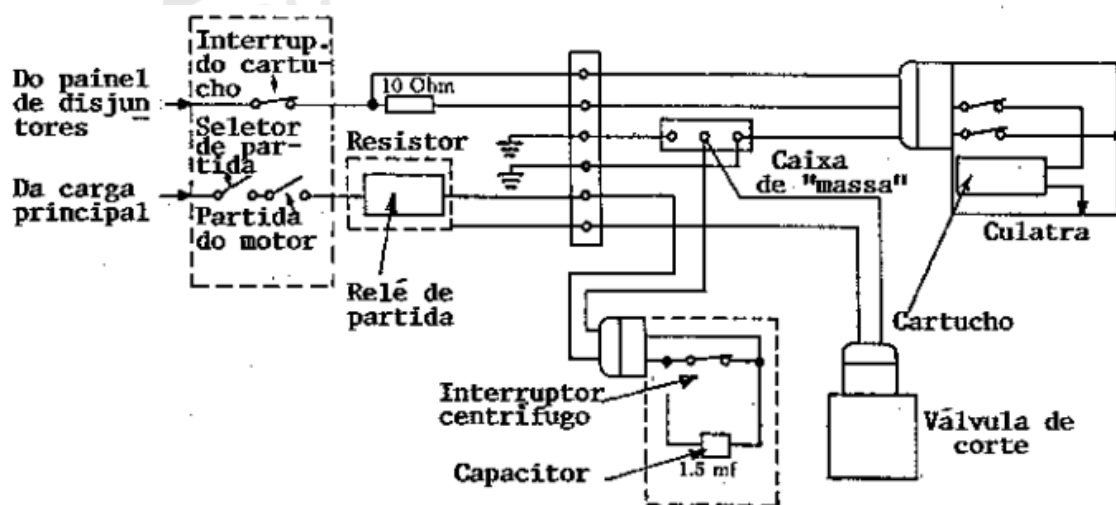 Interrup.
do cartu-
cho
Do painel
de disjun
tores
10 Ohm
Seletor
de par-
tida
Resistor
Caixa
de "massa"
Da carga
principal
Partida
do motor
Culatra
Relé de
partida
Cartucho
Interruptor
centrifugo
Válvula de
corte
Capacitor
1.5 mf